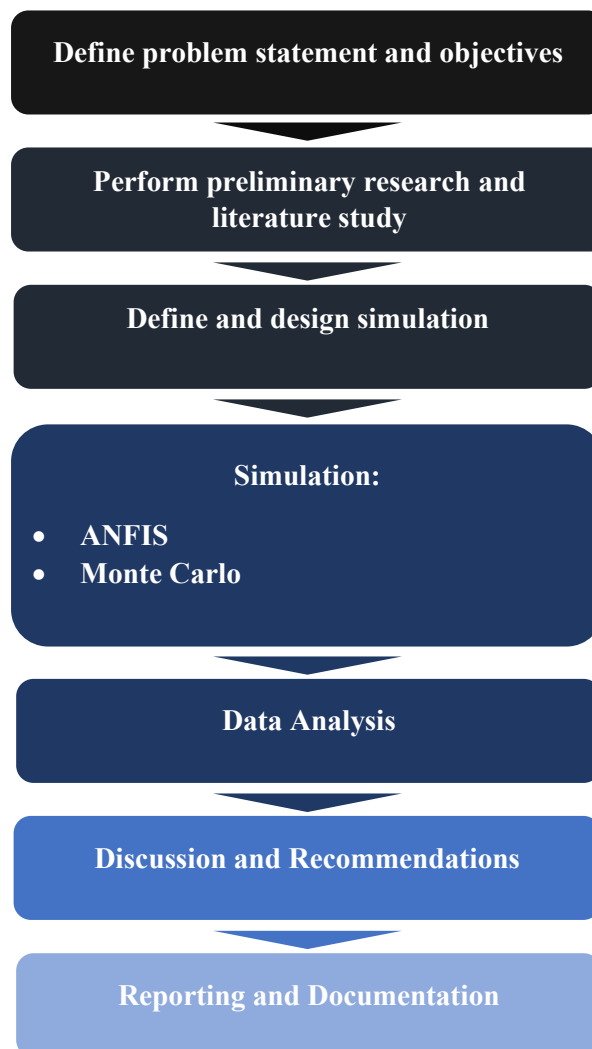 Define problem statement and objectives
Perform preliminary research and
literature study
Define and design simulation
Simulation:
• ANFIS
• Monte Carlo
Data Analysis
Discussion and Recommendations
Reporting and Documentation